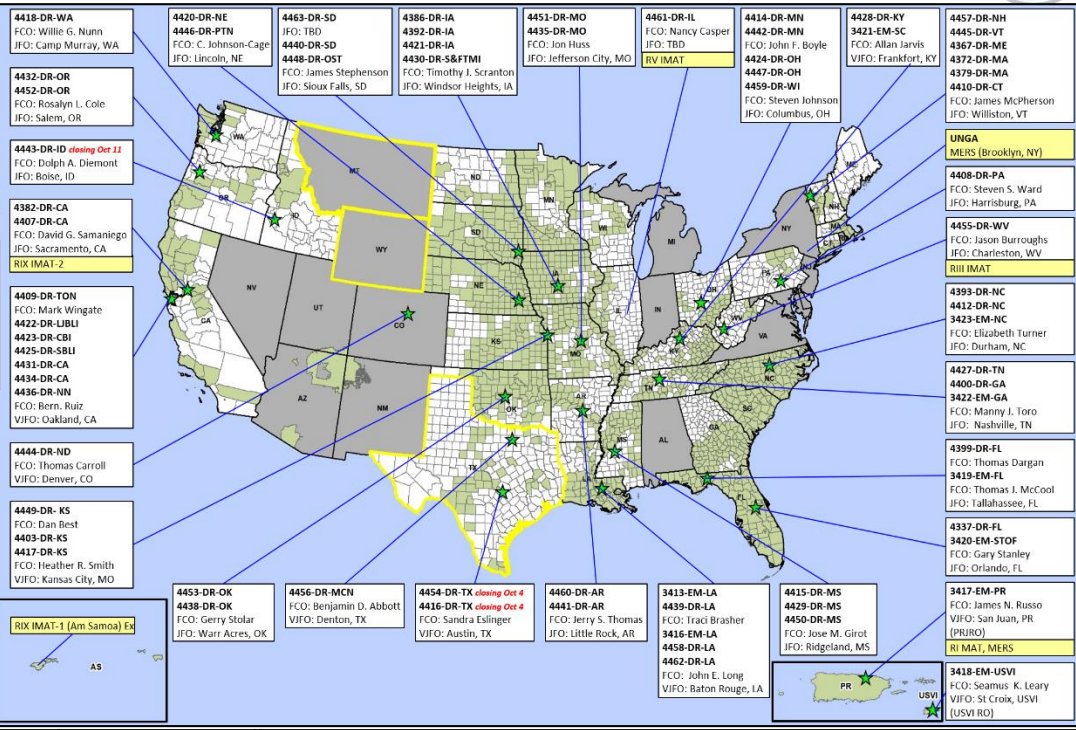 4418-DR-WA
FCO: Willie G. Nunn
JFO: Camp Murray, WA
4432-DR-OR
4452-DR-OR
FCO: Rosalyn L. Cole
JFO: Salem, OR
4443-DR-ID closing Oct 11
FCO: Dolph A. Diemont
JFO: Boise, ID
4382-DR-CA
4407-DR-CA
FCO: David G. Samaniego
JFO: Sacramento, CA
RIX IMAT-2
4409-DR-TON
FCO: Mark Wingate
4422-DR-LJBLI
4423-DR-CBI
4425-DR-SBLI
4431-DR-CA
4434-DR-CA
4436-DR-NN
FCO: Bern. Ruiz
VJFO: Oakland, CA
4444-DR-ND
FCO: Thomas Carroll
VJFO: Denver, CO
4449-DR- KS
FCO: Dan Best
4403-DR-KS
4417-DR-KS
FCO: Heather R. Smith
VJFO: Kansas City, MO
4420-DR-NE
4446-DR-PTN
FCO: C. Johnson-Cage
JFO: Lincoln, NE
4463-DR-SD
JFO: TBD
4440-DR-SD
4448-DR-OST
FCO: James Stephenson
JFO: Sioux Falls, SD
4386-DR-IA
4392-DR-IA
4421-DR-IA
4430-DR-S&FTMI
FCO: Timothy J. Scranton
JFO: Windsor Heights, IA
4451-DR-MO
4435-DR-MO
FCO: Jon Huss
JFO: Jefferson City, MO
4461-DR-IL
FCO: Nancy Casper
JFO: TBD
RV IMAT
4414-DR-MN
4442-DR-MN
FCO: John F. Boyle
4424-DR-OH
4447-DR-OH
4459-DR-WI
FCO: Steven Johnson
JFO: Columbus, OH
4428-DR-KY
3421-EM-SC
FCO: Allan Jarvis
VJFO: Frankfort, KY
4457-DR-NH
4445-DR-VT
4367-DR-ME
4372-DR-MA
4379-DR-MA
4410-DR-CT
FCO: James McPherson
JFO: Williston, VT
UNGA
MERS (Brooklyn, NY)
4408-DR-PA
FCO: Steven S. Ward
JFO: Harrisburg, PA
4455-DR-WV
FCO: Jason Burroughs
JFO: Charleston, WV
RIII IMAT
4393-DR-NC
4412-DR-NC
3423-EM-NC
FCO: Elizabeth Turner
JFO: Durham, NC
4427-DR-TN
4400-DR-GA
3422-EM-GA
FCO: Manny J. Toro
JFO: Nashville, TN
4399-DR-FL
FCO: Thomas Dargan
3419-EM-FL
FCO: Thomas J. McCool
JFO: Tallahassee, FL
4337-DR-FL
3420-EM-STOF
FCO: Gary Stanley
JFO: Orlando, FL
3417-EM-PR
FCO: James N. Russo
VJFO: San Juan, PR
(PRJRO)
RI MAT, MERS
3418-EM-USVI
FCO: Seamus K. Leary
VJFO: St Croix, USVI
(USVI RO)
WA
OR
ID
MT
WY
NV
CA
UT
CO
AZ
NM
ND
SD
NE
KS
OK
TX
MN
IA
MO
AR
LA
WI
IL
MI
IN
OH
KY
TN
MS
AL
GA
SC
NC
VA
WV
PA
NY
NJ
CT
RI
MA
NH
ME
4453-DR-OK
4438-DR-OK
FCO: Gerry Stolar
JFO: Warr Acres, OK
4456-DR-MCN
FCO: Benjamin D. Abbott
VJFO: Denton, TX
4454-DR-TX closing Oct 4
4416-DR-TX closing Oct 4
FCO: Sandra Eslinger
VJFO: Austin, TX
4460-DR-AR
4441-DR-AR
FCO: Jerry S. Thomas
JFO: Little Rock, AR
3413-EM-LA
4439-DR-LA
FCO: Traci Brasher
3416-EM-LA
4458-DR-LA
4462-DR-LA
FCO: John E. Long
VJFO: Baton Rouge, LA
4415-DR-MS
4429-DR-MS
4450-DR-MS
FCO: Jose M. Girot
JFO: Ridgeland, MS
RIX IMAT-1 (Am Samoa) Ex
AS
PR
USVI